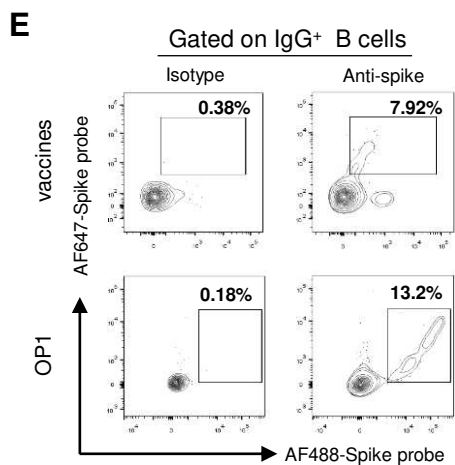 E
Gated on IgG⁺ B cells
Isotype
Anti-spike
vaccines
AF647-Spike probe
0.38%
7.92%
OP1
0.18%
13.2%
AF488-Spike probe